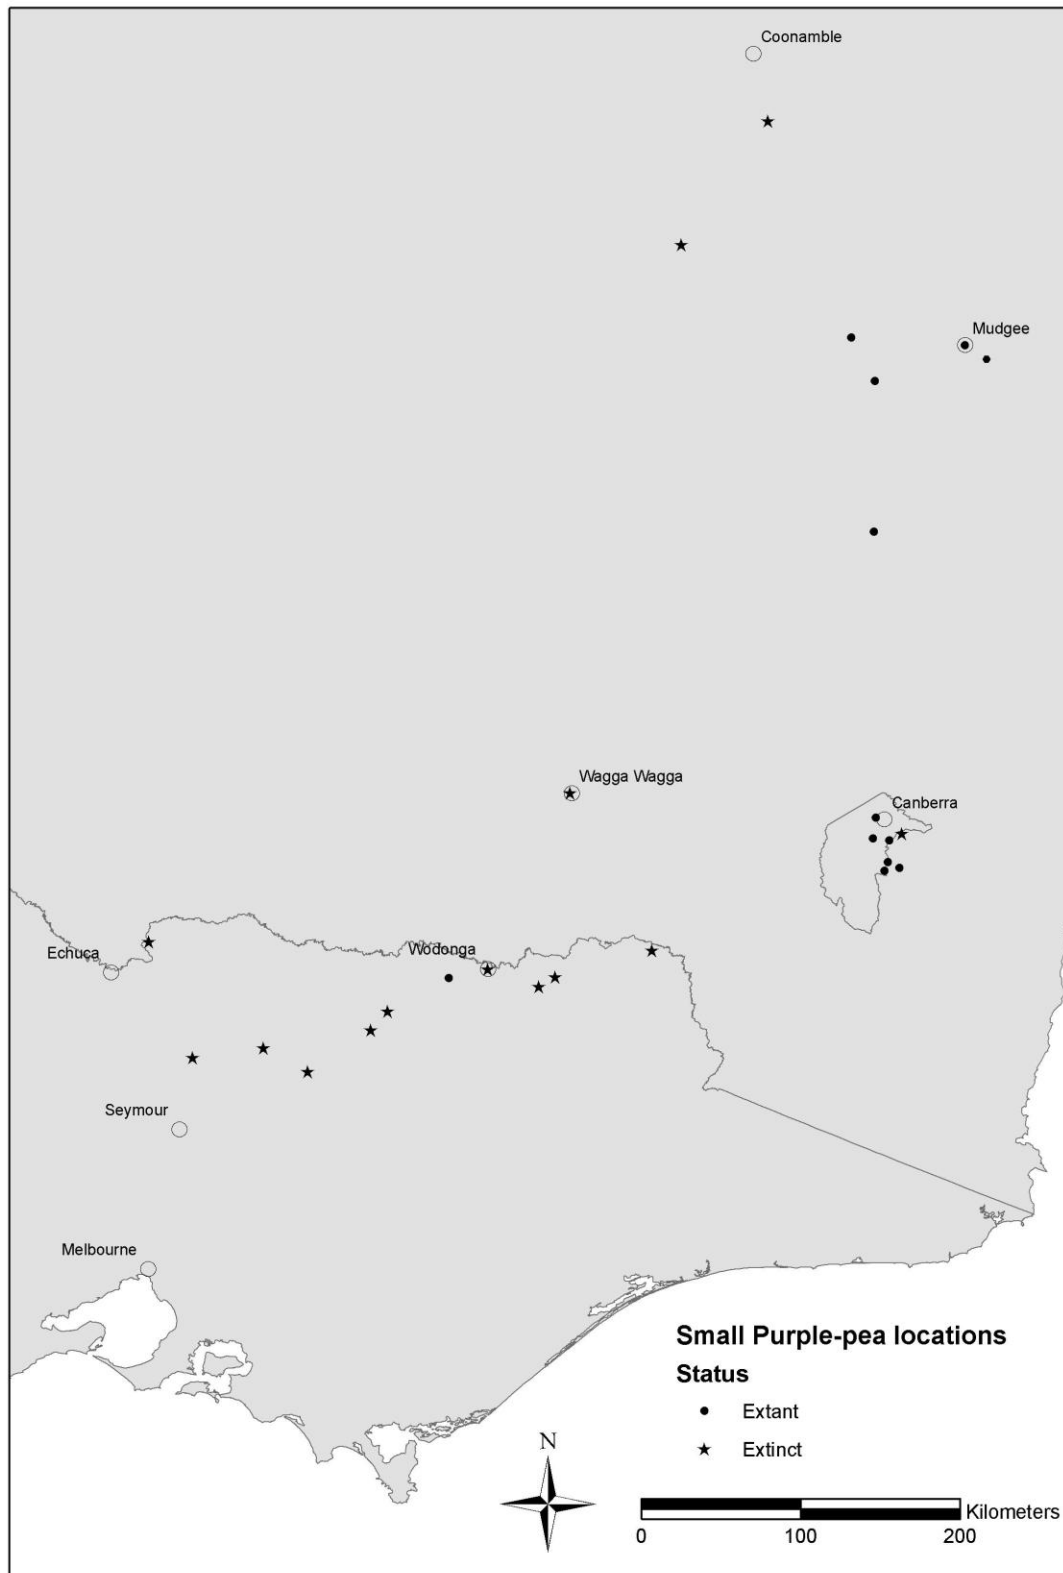 Coonamble
Mudgee
Wagga Wagga
Canberra
Echuca
Wodonga
Seymour
Melbourne
Small Purple-pea locations
Status
Extant
Extinct
N
Kilometers
0 100 200